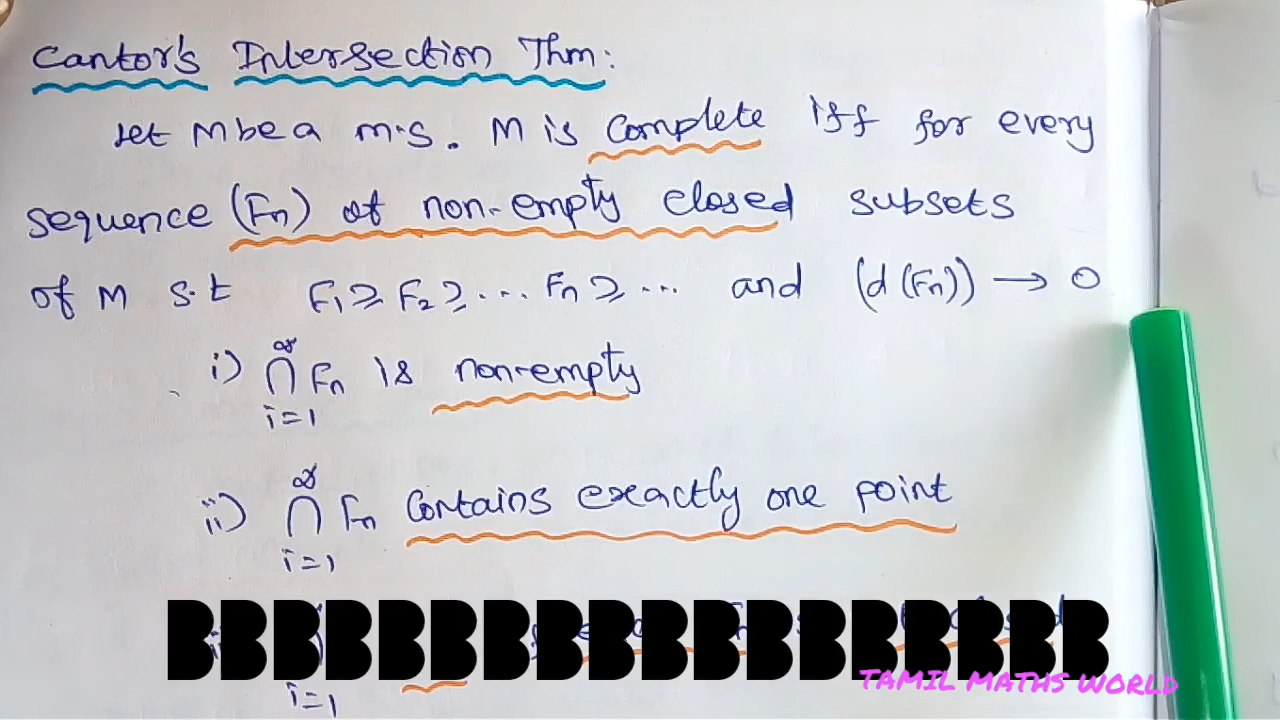 Cantor's Intersection Thm:
Let M be a m.s. M is Complete iff for every
sequence (Fn) of non-empty closed subsets
of M s.t F1 ⩾ F2 ⩾ ... Fn ⩾ ... and (d(Fn)) → 0
i) ∞ ∩ i=1 Fn is non-empty
ii) ∞ ∩ i=1 Fn Contains exactly one point
BBBBBBBBBBBBBBBBBB
i=1
TAMIL MATHS WORLD